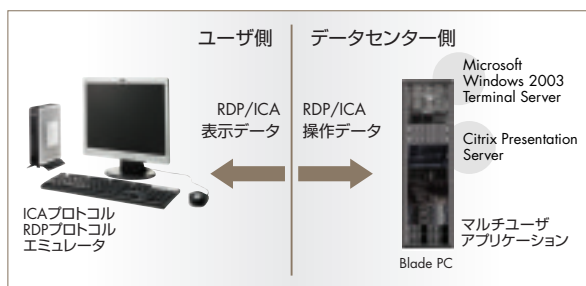 ユーザ側
データセンター側
Microsoft
Windows 2003
Terminal Server
RDP/ICA
表示データ
RDP/ICA
操作データ
Citrix Presentation
Server
ICAプロトコル
RDPプロトコル
エミュレータ
マルチユーザ
アプリケーション
Blade PC